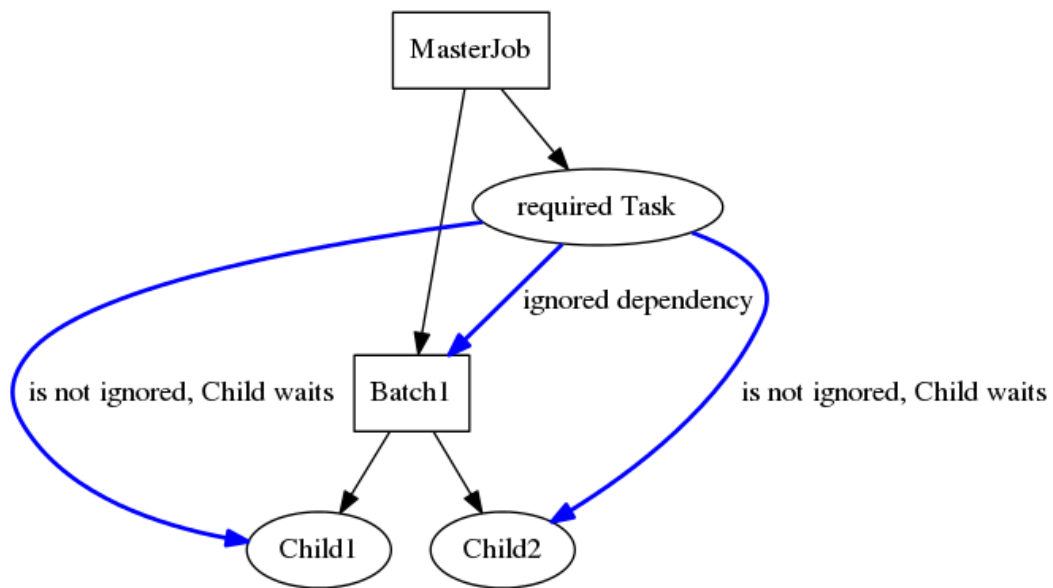 MasterJob
required Task
ignored dependency
is not ignored, Child waits
Batch1
is not ignored, Child waits
Child1
Child2